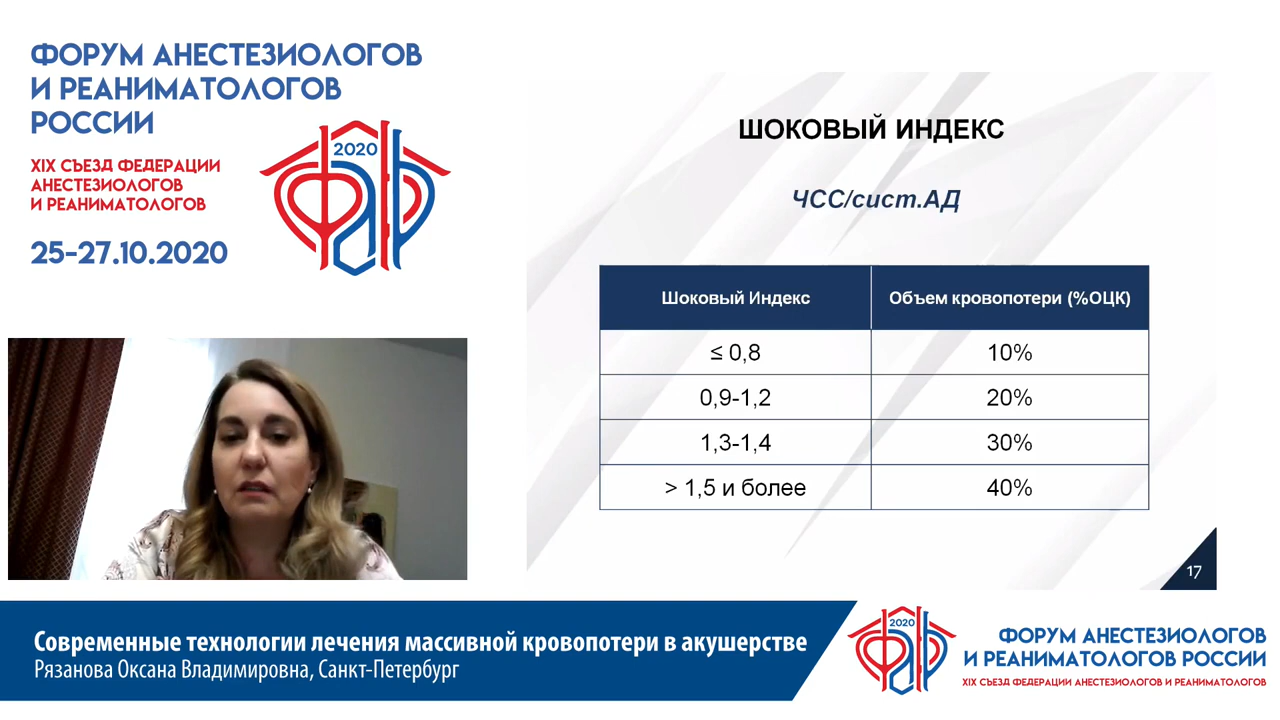 ФОРУМ АНЕСТЕЗИОЛОГОВ
И РЕАНИМАТОЛОГОВ
РОССИИ
XIX СЪЕЗД ФЕДЕРАЦИИ
АНЕСТЕЗИОЛОГОВ
И РЕАНИМАТОЛОГОВ
25-27.10.2020
2020
ФАР
ШОКОВЫЙ ИНДЕКС
ЧСС/сист.АД
Шоковый Индекс Объем кровопотери (%ОЦК)
≤ 0,8 10%
0,9-1,2 20%
1,3-1,4 30%
> 1,5 и более 40%
17
Современные технологии лечения массивной кровопотери в акушерстве
Рязанова Оксана Владимировна, Санкт-Петербург
2020
ФАР
ФОРУМ АНЕСТЕЗИОЛОГОВ
И РЕАНИМАТОЛОГОВ РОССИИ
XIX СЪЕЗД ФЕДЕРАЦИИ АНЕСТЕЗИОЛОГОВ И РЕАНИМАТОЛОГОВ